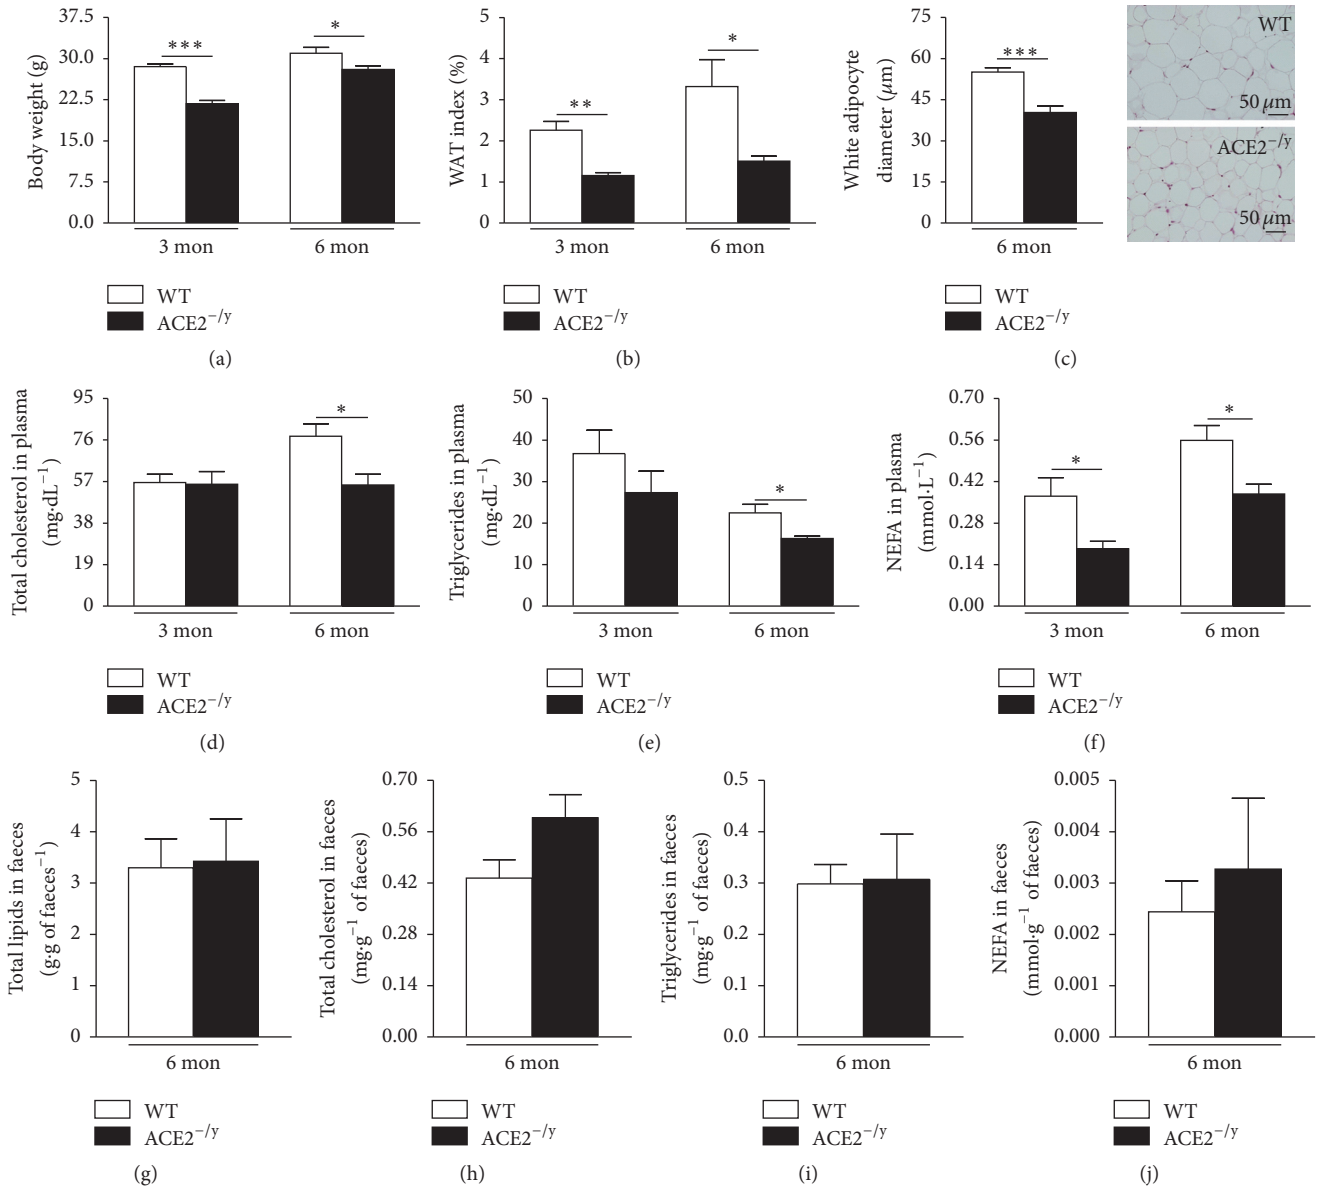 Body weight (g)
37.5
30.0
22.5
15.0
7.5
0.0
***
*
3 mon
6 mon
WT
ACE2−/y
(a)
WAT index (%)
5
4
3
2
1
0
**
*
3 mon
6 mon
WT
ACE2−/y
(b)
White adipocyte
diameter (μm)
75
60
45
30
15
0
***
6 mon
WT
ACE2−/y
(c)
WT
50 μm
ACE2−/y
50 μm
Total cholesterol in plasma
(mg·dL−1)
95
76
57
38
19
0
*
3 mon
6 mon
WT
ACE2−/y
(d)
Triglycerides in plasma
(mg·dL−1)
50
40
30
20
10
0
*
3 mon
6 mon
WT
ACE2−/y
(e)
NEFA in plasma
(mmol·L−1)
0.70
0.56
0.42
0.28
0.14
0.00
*
*
3 mon
6 mon
WT
ACE2−/y
(f)
Total lipids in faeces
(g·g of faeces−1)
5
4
3
2
1
0
6 mon
WT
ACE2−/y
(g)
Total cholesterol in faeces
(mg·g−1 of faeces)
0.70
0.56
0.42
0.28
0.14
0.00
6 mon
WT
ACE2−/y
(h)
Triglycerides in faeces
(mg·g−1 of faeces)
0.5
0.4
0.3
0.2
0.1
0.0
6 mon
WT
ACE2−/y
(i)
NEFA in faeces
(mmol·g−1 of faeces)
0.005
0.004
0.003
0.002
0.001
0.000
6 mon
WT
ACE2−/y
(j)